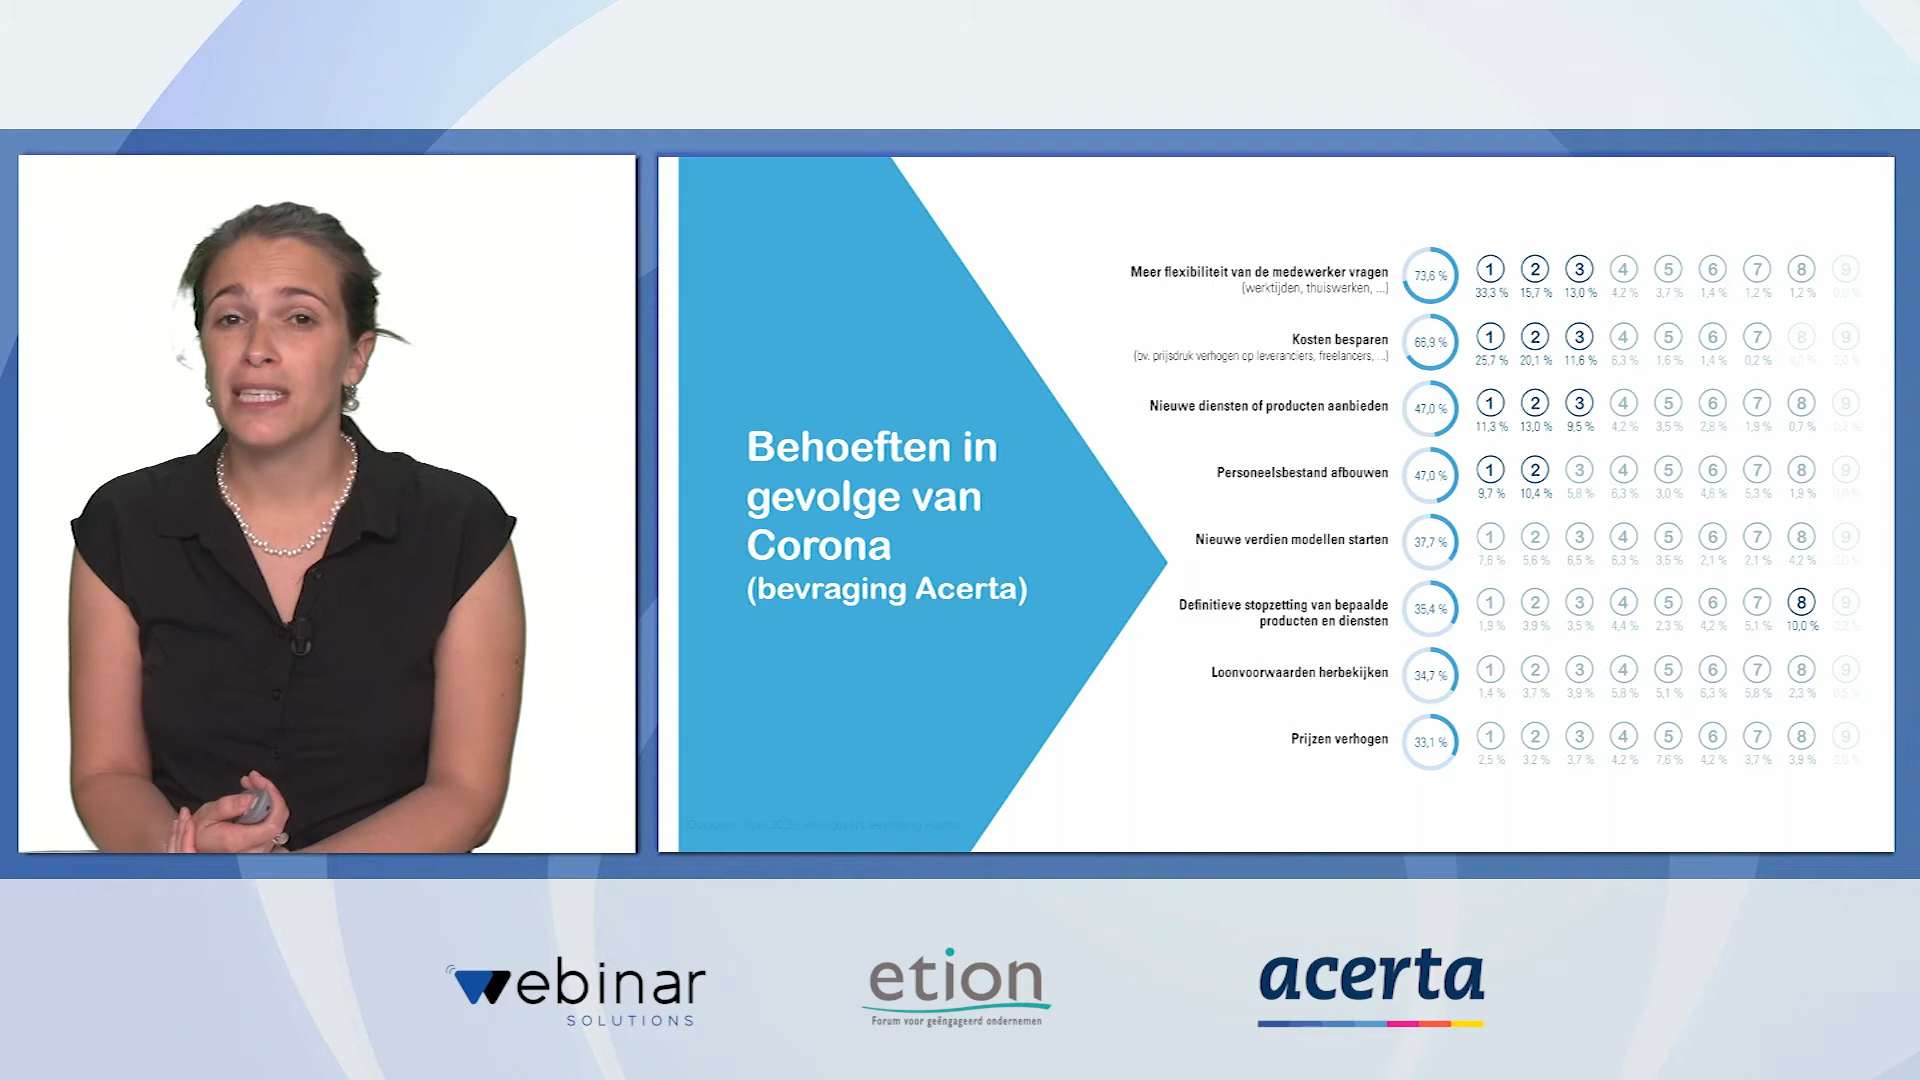 Behoeften in
gevolge van
Corona
(bevraging Acerta)
Meer flexibiliteit van de medewerker vragen
(werktijden, thuiswerken, ...)
73,6 %
1 2 3 4 5 6 7 8 9
33,3 % 15,7 % 13,0 % 4,2 % 3,7 % 1,4 % 1,2 % 1,2 % 0,0 %
Kosten besparen
(bv. prijsdruk verhogen op leveranciers, freelancers, ...)
66,9 %
1 2 3 4 5 6 7 8 9
25,7 % 20,1 % 11,6 % 6,3 % 1,6 % 1,4 % 0,2 % 0,0 % 0,0 %
Nieuwe diensten of producten aanbieden
47,0 %
1 2 3 4 5 6 7 8 9
11,3 % 13,0 % 9,5 % 4,2 % 3,5 % 2,8 % 1,9 % 0,7 % 0,2 %
Personeelsbestand afbouwen
47,0 %
1 2 3 4 5 6 7 8 9
9,7 % 10,4 % 5,8 % 6,3 % 3,0 % 4,6 % 5,3 % 1,9 % 0,0 %
Nieuwe verdien modellen starten
37,7 %
1 2 3 4 5 6 7 8 9
7,6 % 5,6 % 6,5 % 6,3 % 3,5 % 2,1 % 2,1 % 4,2 % 0,0 %
Definitieve stopzetting van bepaalde
producten en diensten
35,4 %
1 2 3 4 5 6 7 8 9
1,9 % 3,9 % 3,5 % 4,4 % 2,3 % 4,2 % 5,1 % 10,0 %
Loonvoorwaarden herbekijken
34,7 %
1 2 3 4 5 6 7 8 9
1,4 % 3,7 % 3,9 % 5,8 % 5,1 % 6,3 % 5,8 % 2,3 %
Prijzen verhogen
33,1 %
1 2 3 4 5 6 7 8 9
2,5 % 3,2 % 3,7 % 4,2 % 7,6 % 4,2 % 3,7 % 3,9 % 0,0 %
Webinar
SOLUTIONS
etion
Forum voor geëngageerd ondernemen
acerta